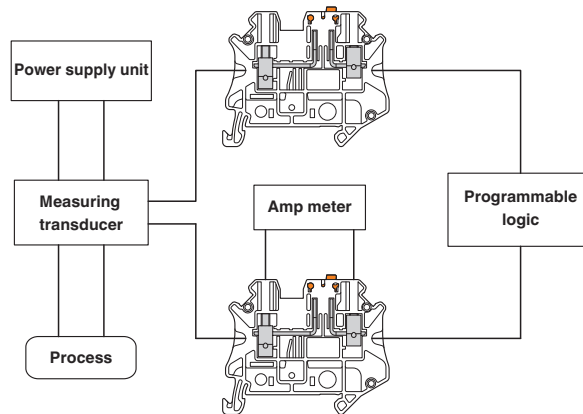 Power supply unit
Measuring
transducer
Amp meter
Programmable
logic
Process